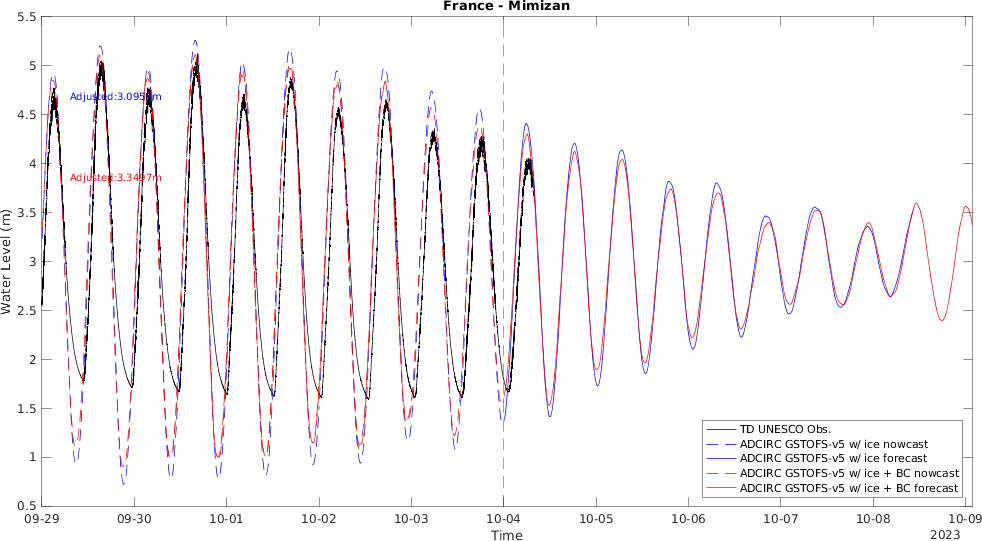 France - Mimizan
5.5
5
4.5
4
3.5
3
2.5
2
1.5
1
0.5
Water Level (m)
Adjusted:3.3497m
TD UNESCO Obs.
ADCIRC GSTOFS-v5 w/ ice nowcast
ADCIRC GSTOFS-v5 w/ ice forecast
ADCIRC GSTOFS-v5 w/ ice + BC nowcast
ADCIRC GSTOFS-v5 w/ ice + BC forecast
09-29 09-30 10-01 10-02 10-03 10-04 10-05 10-06 10-07 10-08 10-09
Time
2023